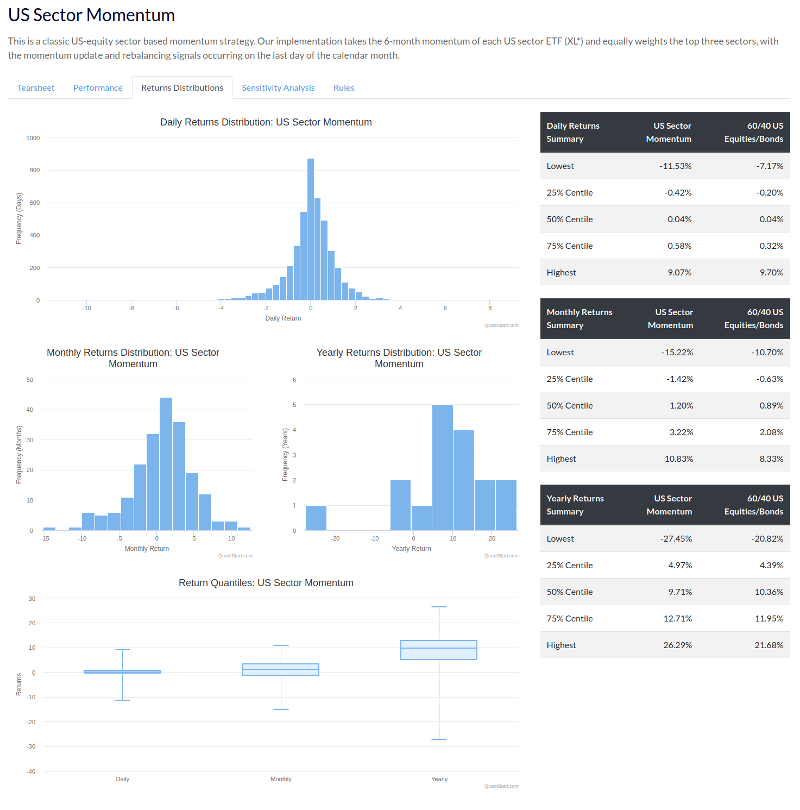 US Sector Momentum
This is a classic US-equity sector based momentum strategy. Our implementation takes the 6-month momentum of each US sector ETF (XL*) and equally weights the top three sectors, with
the momentum update and rebalancing signals occurring on the last day of the calendar month.
Tearsheet Performance Returns Distributions Sensitivity Analysis Rules
Daily Returns Distribution: US Sector Momentum
1000
800
600
400
200
0
Frequency (Days)
-10 -8 -6 -4 -2 0 2 4 6 8
Daily Return
QuantStart.com
Monthly Returns Distribution: US Sector
Momentum
50
40
30
20
10
0
Frequency (Months)
-15 -10 -5 0 5 10
Monthly Return
QuantStart.com
Yearly Returns Distribution: US Sector
Momentum
6
5
4
3
2
1
0
Frequency (Years)
-20 -10 0 10 20
Yearly Return
QuantStart.com
Return Quantiles: US Sector Momentum
30
20
10
0
-10
-20
-30
-40
Returns
Daily Monthly Yearly
QuantStart.com
Daily Returns US Sector 60/40 US
Summary Momentum Equities/Bonds
Lowest -11.53% -7.17%
25% Centile -0.42% -0.20%
50% Centile 0.04% 0.04%
75% Centile 0.58% 0.32%
Highest 9.07% 9.70%
Monthly Returns US Sector 60/40 US
Summary Momentum Equities/Bonds
Lowest -15.22% -10.70%
25% Centile -1.42% -0.63%
50% Centile 1.20% 0.89%
75% Centile 3.22% 2.08%
Highest 10.83% 8.33%
Yearly Returns US Sector 60/40 US
Summary Momentum Equities/Bonds
Lowest -27.45% -20.82%
25% Centile 4.97% 4.39%
50% Centile 9.71% 10.36%
75% Centile 12.71% 11.95%
Highest 26.29% 21.68%